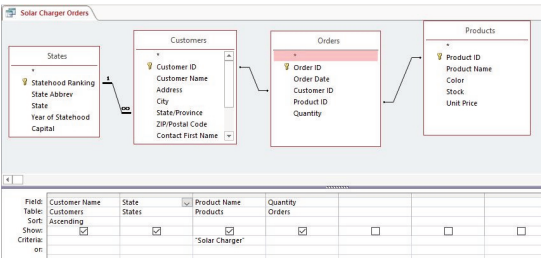 Solar Charger Orders
States
*
Statehood Ranking
State Abbrev
State
Year of Statehood
Capital
1
∞
Customers
*
Customer ID
Customer Name
Address
City
State/Province
ZIP/Postal Code
Contact First Name
Orders
*
Order ID
Order Date
Customer ID
Product ID
Quantity
Products
*
Product ID
Product Name
Color
Stock
Unit Price
Field: Customer Name State Product Name Quantity
Table: Customers States Products Orders
Sort: Ascending
Show:
Criteria: "Solar Charger"
or: